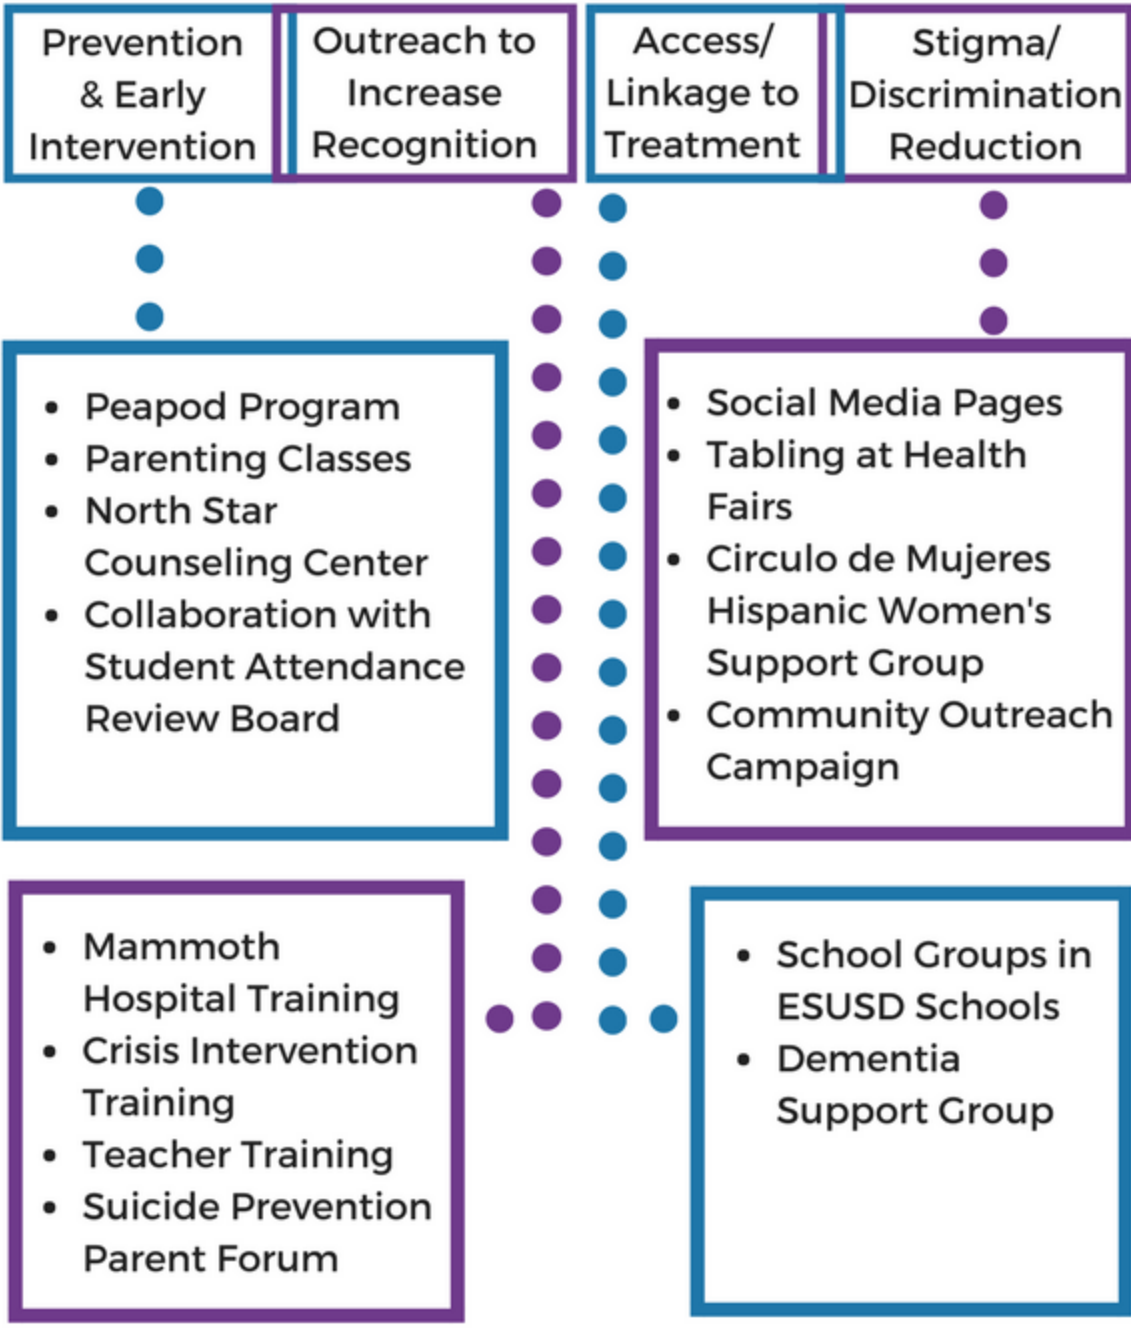 Prevention
& Early
Intervention
Outreach to
Increase
Recognition
Access/
Linkage to
Treatment
Stigma/
Discrimination
Reduction
• Peapod Program
• Parenting Classes
• North Star
Counseling Center
• Collaboration with
Student Attendance
Review Board
• Social Media Pages
• Tabling at Health
Fairs
• Circulo de Mujeres
Hispanic Women's
Support Group
• Community Outreach
Campaign
• Mammoth
Hospital Training
• Crisis Intervention
Training
• Teacher Training
• Suicide Prevention
Parent Forum
• School Groups in
ESUSD Schools
• Dementia
Support Group